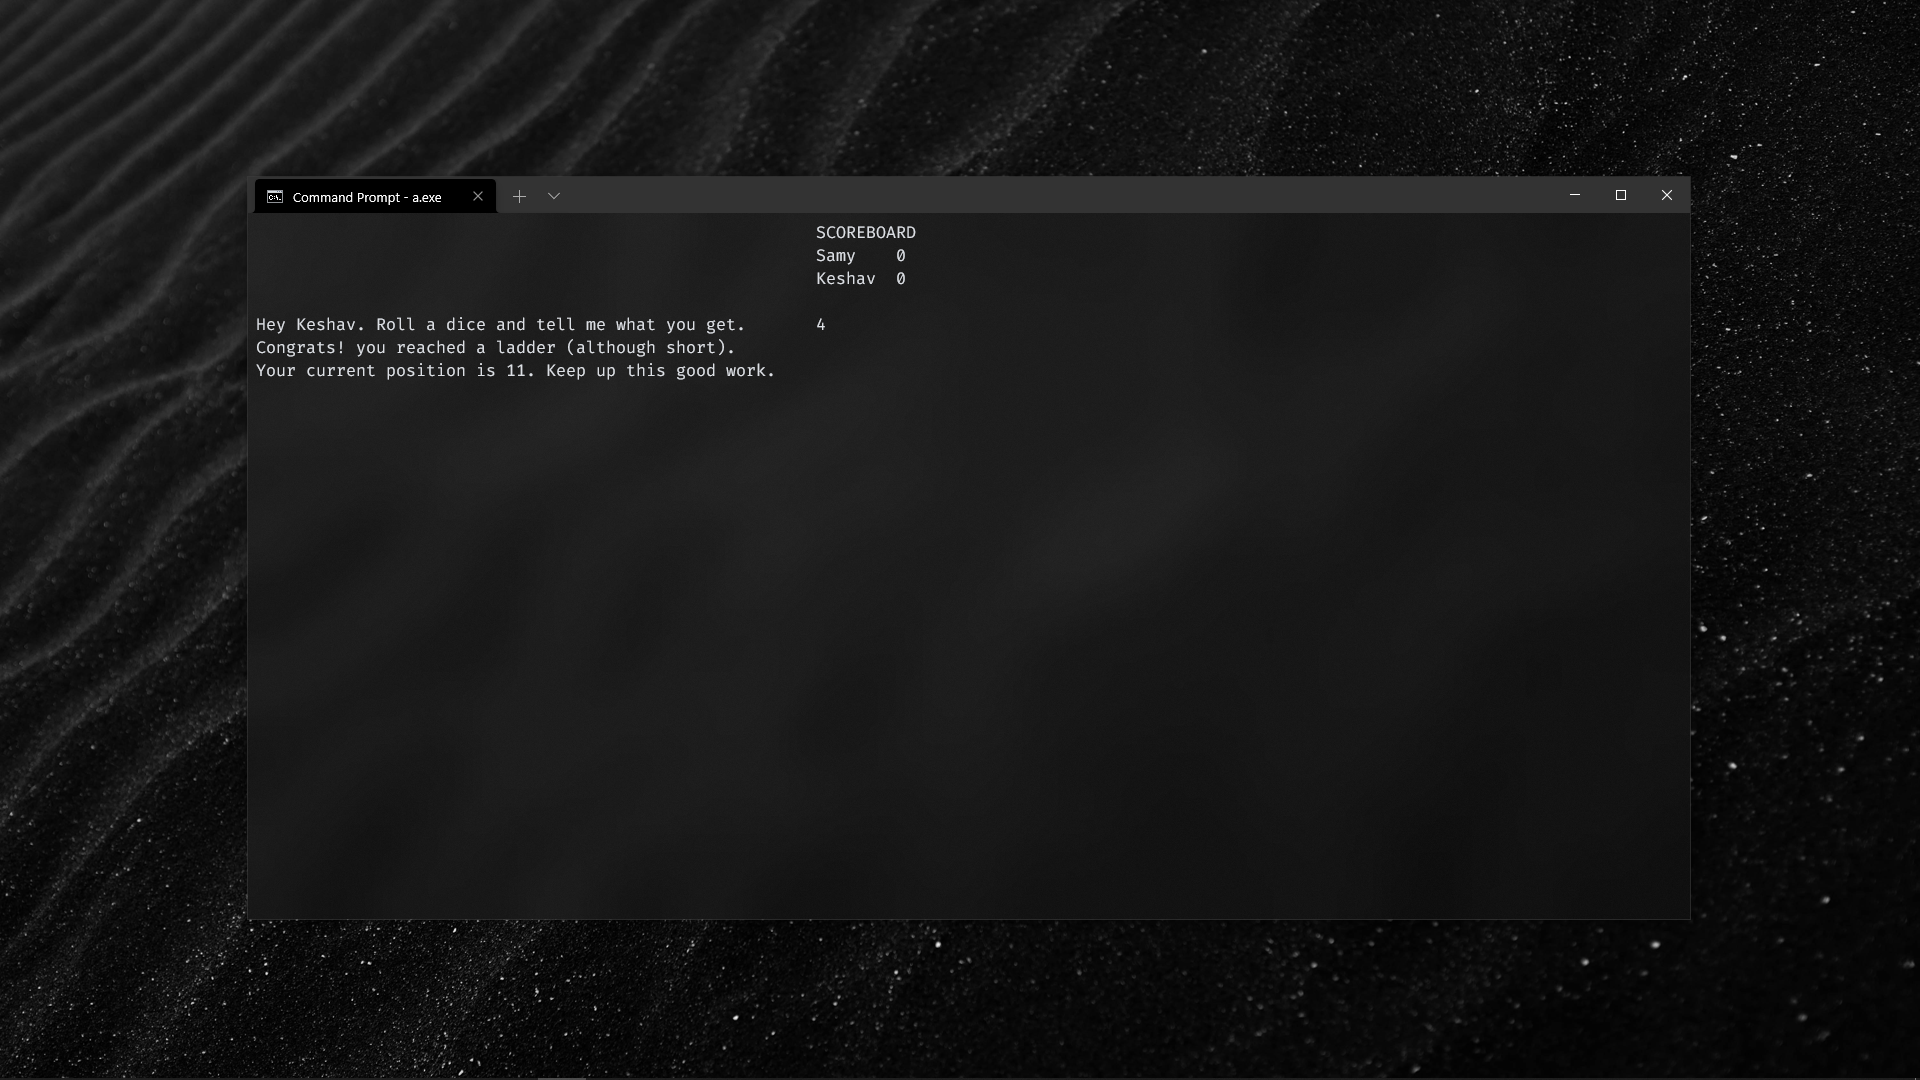 Command Prompt - a.exe
SCOREBOARD
Samy 0
Keshav 0
Hey Keshav. Roll a dice and tell me what you get. 4
Congrats! you reached a ladder (although short).
Your current position is 11. Keep up this good work.